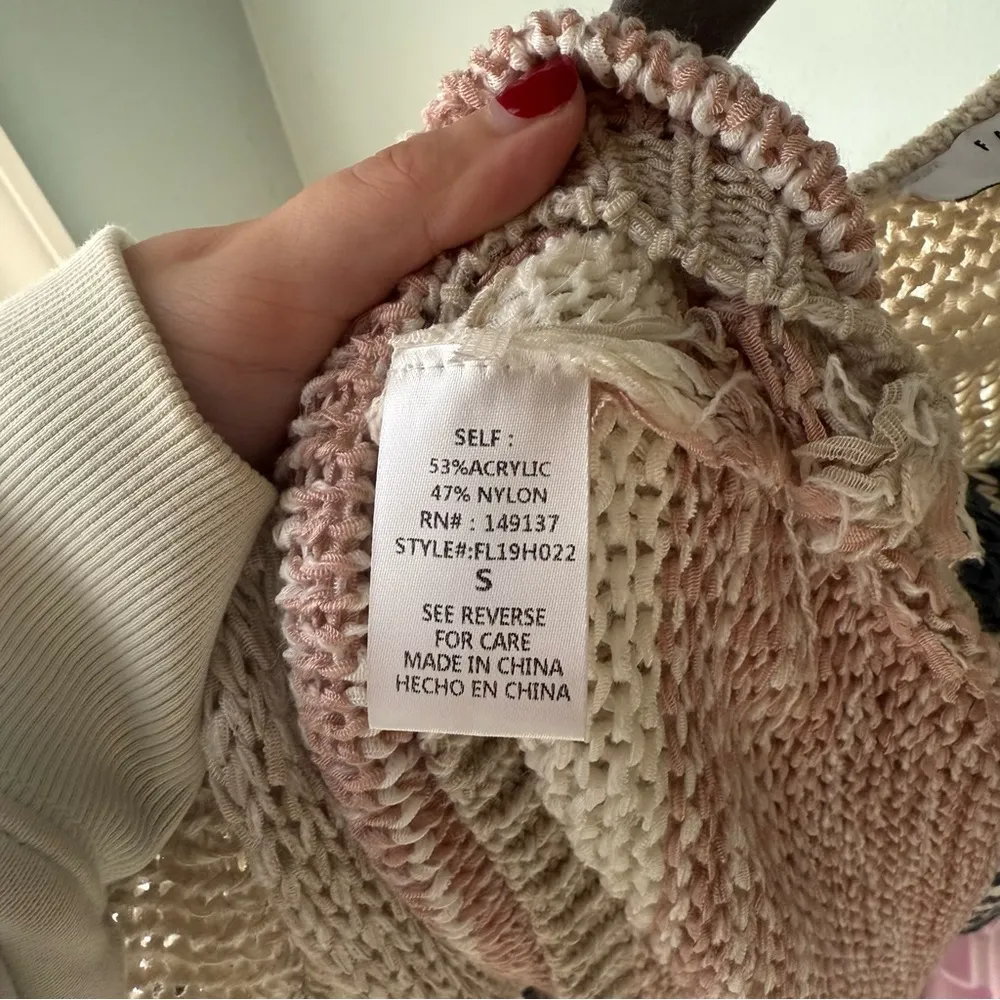 SELF :
53%ACRYLIC
47% NYLON
RN# : 149137
STYLE#:FL19H022
S
SEE REVERSE
FOR CARE
MADE IN CHINA
HECHO EN CHINA
F